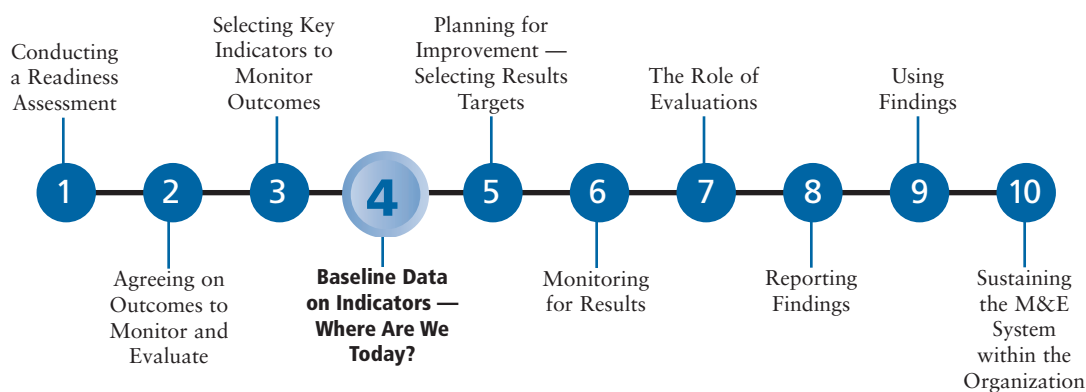 Conducting
a Readiness
Assessment
Selecting Key
Indicators to
Monitor
Outcomes
Planning for
Improvement —
Selecting Results
Targets
The Role of
Evaluations
Using
Findings
1
2
3
4
5
6
7
8
9
10
Agreeing on
Outcomes to
Monitor and
Evaluate
Baseline Data
on Indicators —
Where Are We
Today?
Monitoring
for Results
Reporting
Findings
Sustaining
the M&E
System
within the
Organization